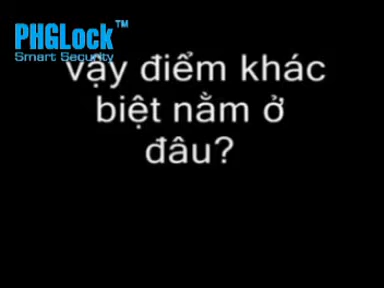 PHGLock™
Smart Security
vậy điểm khác
biệt nằm ở
đâu?